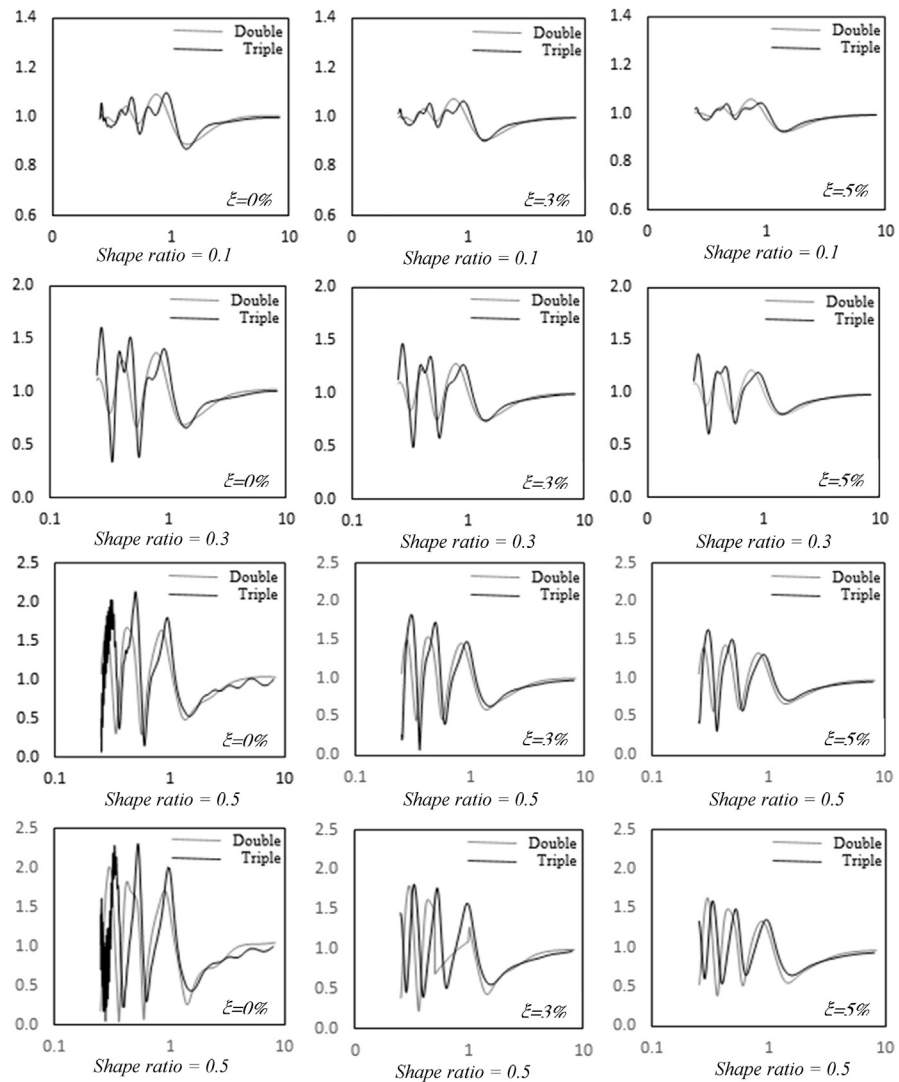 1.4
1.2
1.0
0.8
0.6
Double
Triple
ξ=0%
0 1 10
Shape ratio = 0.1
1.4
1.2
1.0
0.8
0.6
Double
Triple
ξ=3%
0 1 10
Shape ratio = 0.1
1.4
1.2
1.0
0.8
0.6
Double
Triple
ξ=5%
0 1 10
Shape ratio = 0.1
2.0
1.5
1.0
0.5
0.0
Double
Triple
ξ=0%
0.1 1 10
Shape ratio = 0.3
2.0
1.5
1.0
0.5
0.0
Double
Triple
ξ=3%
0.1 1 10
Shape ratio = 0.3
2.0
1.5
1.0
0.5
0.0
Double
Triple
ξ=5%
0 1 10
Shape ratio = 0.3
2.5
2.0
1.5
1.0
0.5
0.0
Double
Triple
ξ=0%
0.1 1 10
Shape ratio = 0.5
2.5
2.0
1.5
1.0
0.5
0.0
Double
Triple
ξ=3%
0.1 1 10
Shape ratio = 0.5
2.5
2.0
1.5
1.0
0.5
0.0
Double
Triple
ξ=5%
0.1 1 10
Shape ratio = 0.5
2.5
2.0
1.5
1.0
0.5
0.0
Double
Triple
ξ=0%
0.1 1 10
Shape ratio = 0.5
2.5
2.0
1.5
1.0
0.5
0.0
Double
Triple
ξ=3%
0 1 10
Shape ratio = 0.5
2.5
2.0
1.5
1.0
0.5
0.0
Double
Triple
ξ=5%
0.1 1 10
Shape ratio = 0.5